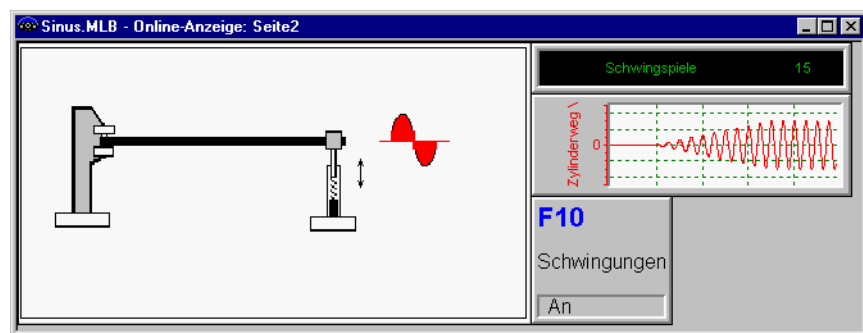 Sinus.MLB - Online-Anzeige: Seite2
Schwingspiele 15
Zylinderweg \
0
F10
Schwingungen
An